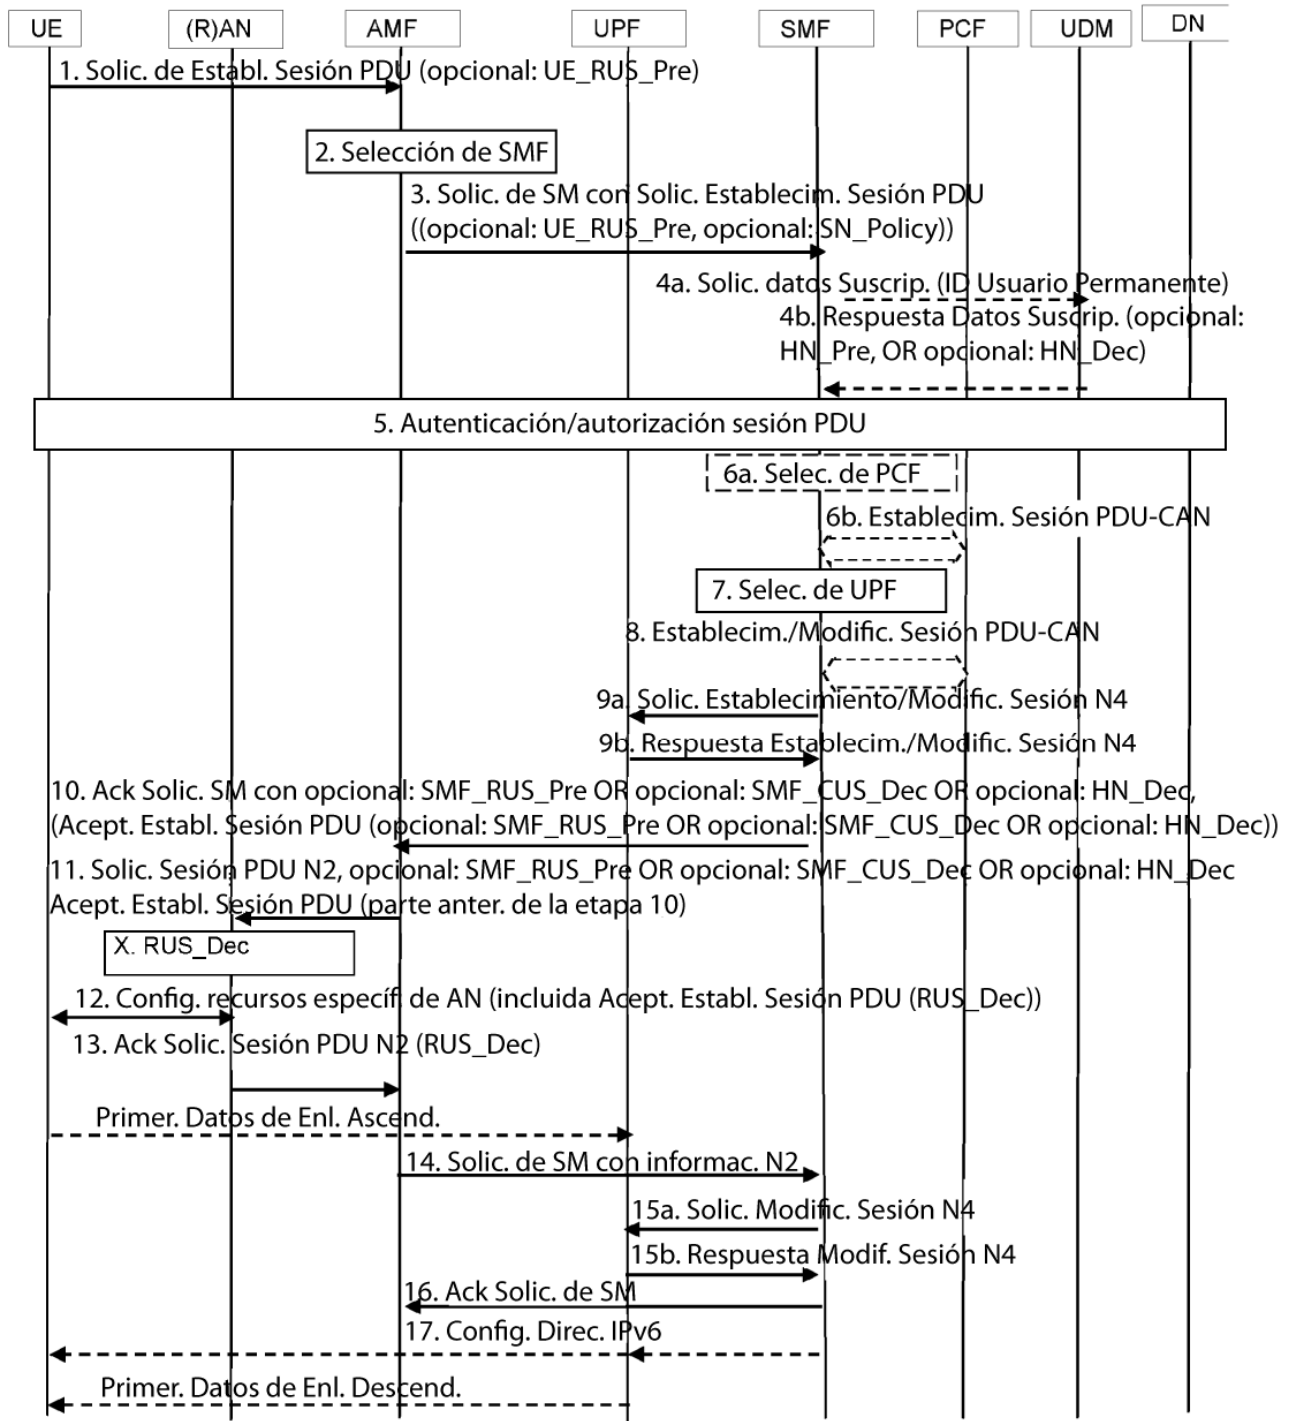 UE (R)AN AMF UPF SMF PCF UDM DN
1. Solic. de Establ. Sesión PDU (opcional: UE_RUS_Pre)
2. Selección de SMF
3. Solic. de SM con Solic. Establecim. Sesión PDU
((opcional: UE_RUS_Pre, opcional: SN_Policy))
4a. Solic. datos Suscrip. (ID Usuario Permanente)
4b. Respuesta Datos Suscrip. (opcional:
HN_Pre, OR opcional: HN_Dec)
5. Autenticación/autorización sesión PDU
6a. Selec. de PCF
6b. Establecim. Sesión PDU-CAN
7. Selec. de UPF
8. Establecim./Modific. Sesión PDU-CAN
9a. Solic. Establecimiento/Modific. Sesión N4
9b. Respuesta Establecim./Modific. Sesión N4
10. Ack Solic. SM con opcional: SMF_RUS_Pre OR opcional: SMF_CUS_Dec OR opcional: HN_Dec,
(Acept. Establ. Sesión PDU (opcional: SMF_RUS_Pre OR opcional: SMF_CUS_Dec OR opcional: HN_Dec))
11. Solic. Sesión PDU N2, opcional: SMF_RUS_Pre OR opcional: SMF_CUS_Dec OR opcional: HN_Dec
Acept. Establ. Sesión PDU (parte anter. de la etapa 10)
X. RUS_Dec
12. Config. recursos específ. de AN (incluida Acept. Establ. Sesión PDU (RUS_Dec))
13. Ack Solic. Sesión PDU N2 (RUS_Dec)
Primer. Datos de Enl. Ascend.
14. Solic. de SM con informac. N2
15a. Solic. Modific. Sesión N4
15b. Respuesta Modif. Sesión N4
16. Ack Solic. de SM
17. Config. Direc. IPv6
Primer. Datos de Enl. Descend.